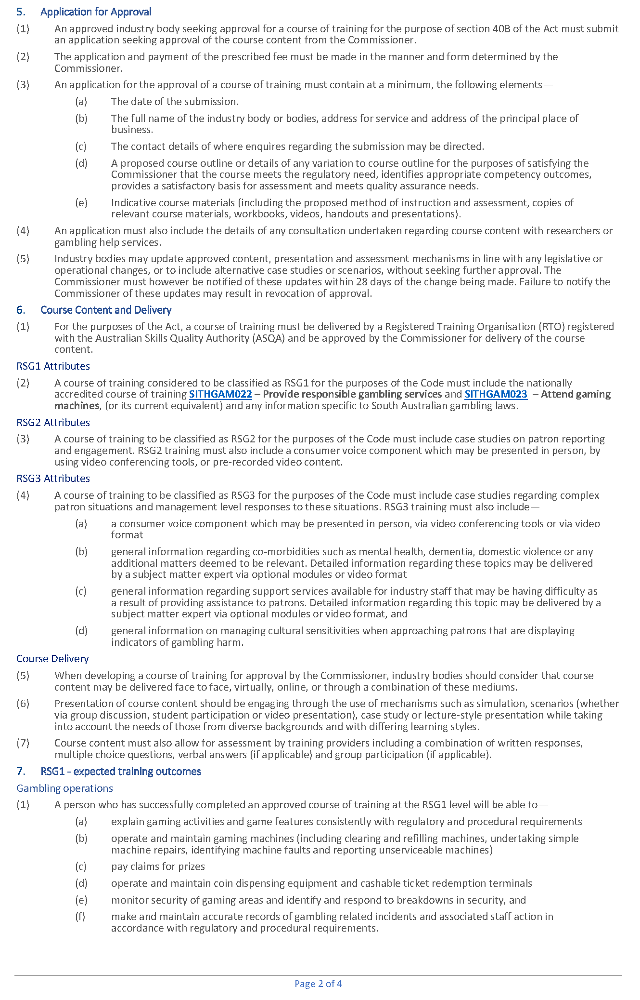 5. Application for Approval
(1) An approved industry body seeking approval for a course of training for the purpose of section 40B of the Act must submit
an application seeking approval of the course content from the Commissioner.
(2) The application and payment of the prescribed fee must be made in the manner and form determined by the
Commissioner.
(3) An application for the approval of a course of training must contain at a minimum, the following elements—
(a) The date of the submission.
(b) The full name of the industry body or bodies, address for service and address of the principal place of
business.
(c) The contact details of where enquires regarding the submission may be directed.
(d) A proposed course outline or details of any variation to course outline for the purposes of satisfying the
Commissioner that the course meets the regulatory need, identifies appropriate competency outcomes,
provides a satisfactory basis for assessment and meets quality assurance needs.
(e) Indicative course materials (including the proposed method of instruction and assessment, copies of
relevant course materials, workbooks, videos, handouts and presentations).
(4) An application must also include the details of any consultation undertaken regarding course content with researchers or
gambling help services.
(5) Industry bodies may update approved content, presentation and assessment mechanisms in line with any legislative or
operational changes, or to include alternative case studies or scenarios, without seeking further approval. The
Commissioner must however be notified of these updates within 28 days of the change being made. Failure to notify the
Commissioner of these updates may result in revocation of approval.
6. Course Content and Delivery
(1) For the purposes of the Act, a course of training must be delivered by a Registered Training Organisation (RTO) registered
with the Australian Skills Quality Authority (ASQA) and be approved by the Commissioner for delivery of the course
content.
RSG1 Attributes
(2) A course of training considered to be classified as RSG1 for the purposes of the Code must include the nationally
accredited course of training SITHGAM022 – Provide responsible gambling services and SITHGAM023 – Attend gaming
machines, (or its current equivalent) and any information specific to South Australian gambling laws.
RSG2 Attributes
(3) A course of training to be classified as RSG2 for the purposes of the Code must include case studies on patron reporting
and engagement. RSG2 training must also include a consumer voice component which may be presented in person, by
using video conferencing tools, or pre-recorded video content.
RSG3 Attributes
(4) A course of training to be classified as RSG3 for the purposes of the Code must include case studies regarding complex
patron situations and management level responses to these situations. RSG3 training must also include—
(a) a consumer voice component which may be presented in person, via video conferencing tools or via video
format
(b) general information regarding co-morbidities such as mental health, dementia, domestic violence or any
additional matters deemed to be relevant. Detailed information regarding these topics may be delivered
by a subject matter expert via optional modules or video format
(c) general information regarding support services available for industry staff that may be having difficulty as
a result of providing assistance to patrons. Detailed information regarding this topic may be delivered by a
subject matter expert via optional modules or video format, and
(d) general information on managing cultural sensitivities when approaching patrons that are displaying
indicators of gambling harm.
Course Delivery
(5) When developing a course of training for approval by the Commissioner, industry bodies should consider that course
content may be delivered face to face, virtually, online, or through a combination of these mediums.
(6) Presentation of course content should be engaging through the use of mechanisms such as simulation, scenarios (whether
via group discussion, student participation or video presentation), case study or lecture-style presentation while taking
into account the needs of those from diverse backgrounds and with differing learning styles.
(7) Course content must also allow for assessment by training providers including a combination of written responses,
multiple choice questions, verbal answers (if applicable) and group participation (if applicable).
7. RSG1 - expected training outcomes
Gambling operations
(1) A person who has successfully completed an approved course of training at the RSG1 level will be able to—
(a) explain gaming activities and game features consistently with regulatory and procedural requirements
(b) operate and maintain gaming machines (including clearing and refilling machines, undertaking simple
machine repairs, identifying machine faults and reporting unserviceable machines)
(c) pay claims for prizes
(d) operate and maintain coin dispensing equipment and cashable ticket redemption terminals
(e) monitor security of gaming areas and identify and respond to breakdowns in security, and
(f) make and maintain accurate records of gambling related incidents and associated staff action in
accordance with regulatory and procedural requirements.
Page 2 of 4